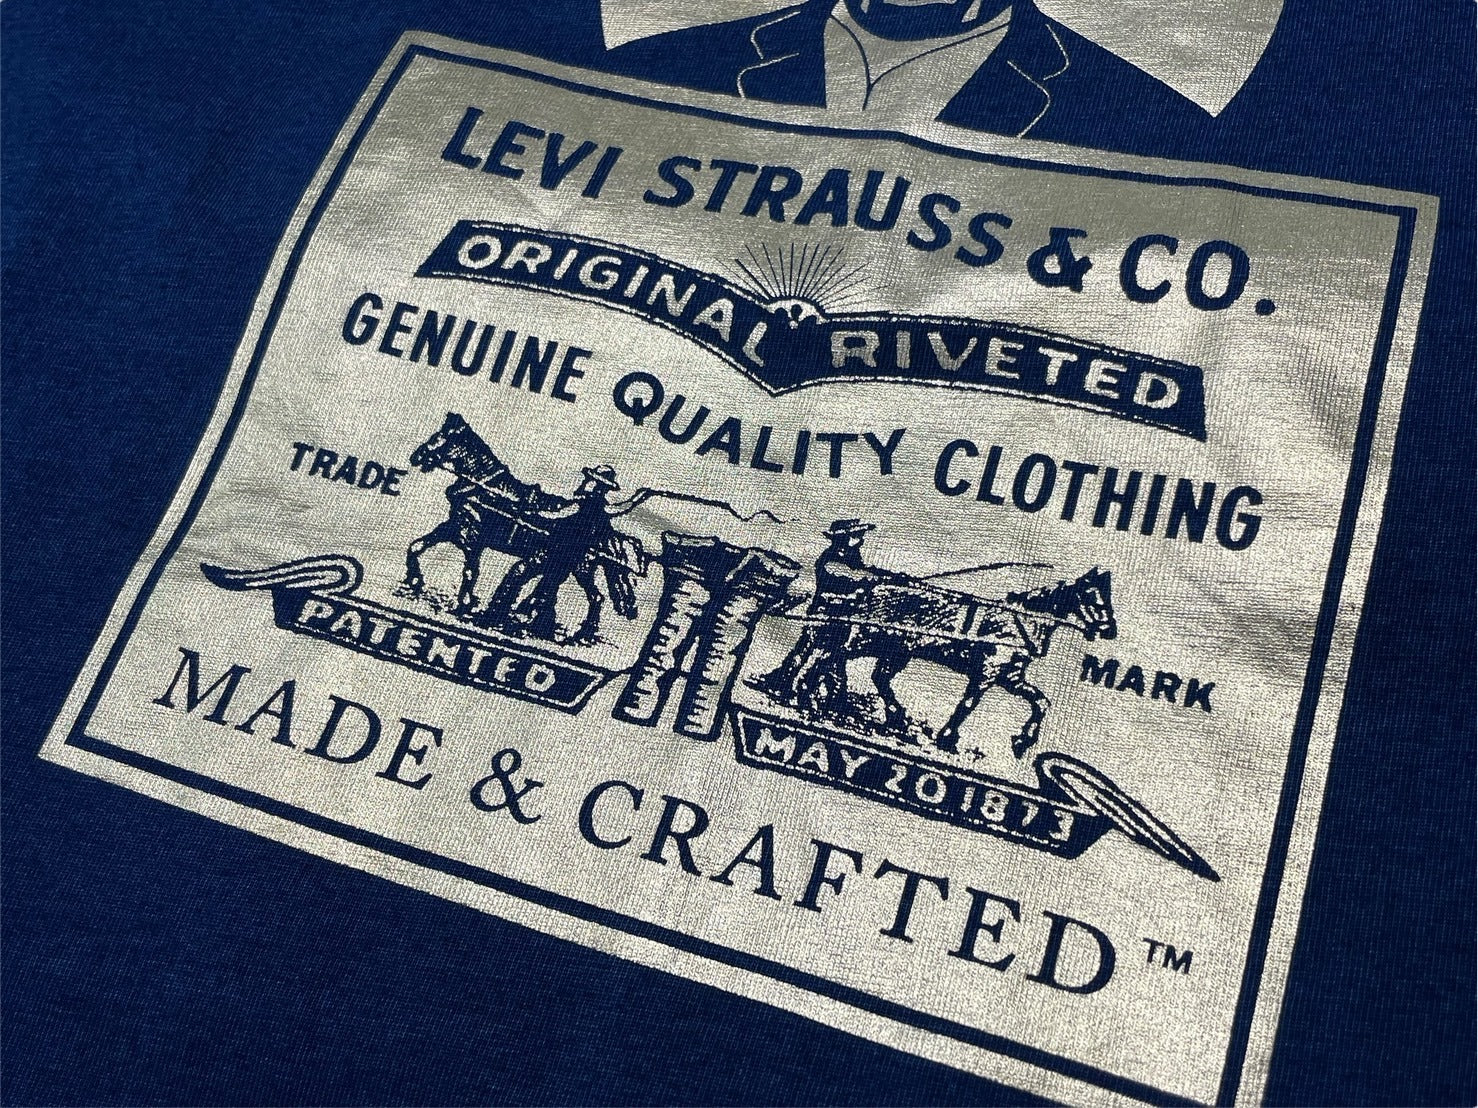 LEVI STRAUSS & CO.
ORIGINAL RIVETED
GENUINE QUALITY CLOTHING
TRADE MARK
PATENTED MAY 20 1873
MADE & CRAFTED™